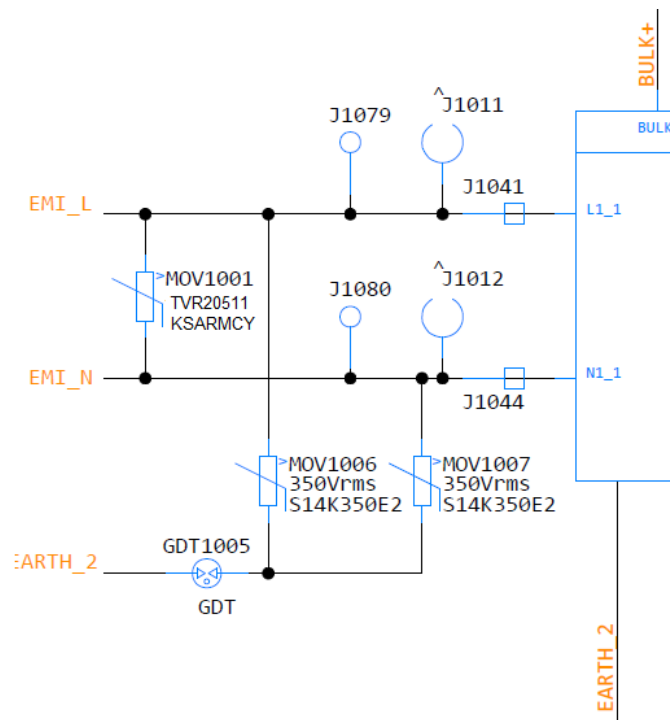 BULK+
^J1011
J1079
BULK
J1041
EMI_L
L1_1
>MOV1001
TVR20511
KSARMCY
^J1012
J1080
EMI_N
N1_1
J1044
>MOV1006
350Vrms
S14K350E2
>MOV1007
350Vrms
S14K350E2
GDT1005
EARTH_2
GDT
EARTH_2